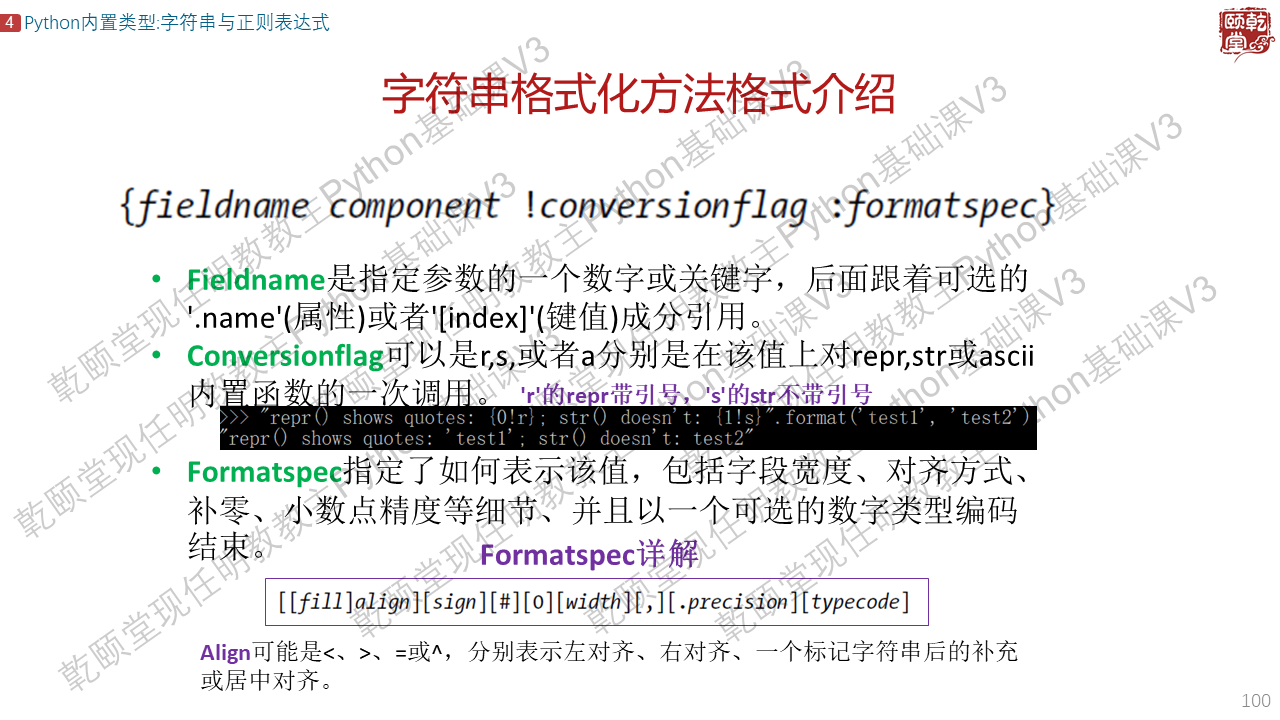 4 Python内置类型:字符串与正则表达式
颐乾堂
字符串格式化方法格式介绍
{fieldname component !conversionflag :formatspec}
• Fieldname是指定参数的一个数字或关键字，后面跟着可选的
'.name'(属性)或者'[index]'(键值)成分引用。
• Conversionflag可以是r,s,或者a分别是在该值上对repr,str或ascii
内置函数的一次调用。 'r'的repr带引号，'s'的str不带引号
>>> "repr() shows quotes: {0!r}; str() doesn't: {1!s}".format('test1', 'test2')
"repr() shows quotes: 'test1'; str() doesn't: test2"
• Formatspec指定了如何表示该值，包括字段宽度、对齐方式、
补零、小数点精度等细节、并且以一个可选的数字类型编码
结束。
Formatspec详解
[[fill]align][sign][#][0][width][,][.precision][typecode]
Align可能是<、>、=或^，分别表示左对齐、右对齐、一个标记字符串后的补充
或居中对齐。
乾颐堂现任明教教主Python基础课V3
100